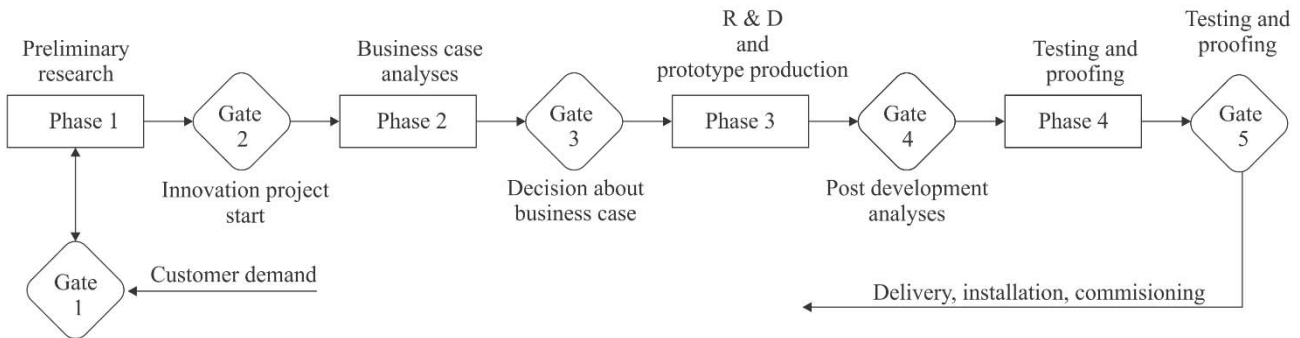 Preliminary
research
Phase 1
Gate
2
Innovation project
start
Business case
analyses
Phase 2
Gate
3
Decision about
business case
R & D
and
prototype production
Phase 3
Gate
4
Post development
analyses
Testing and
proofing
Phase 4
Testing and
proofing
Gate
5
Gate
1
Customer demand
Delivery, installation, commisioning